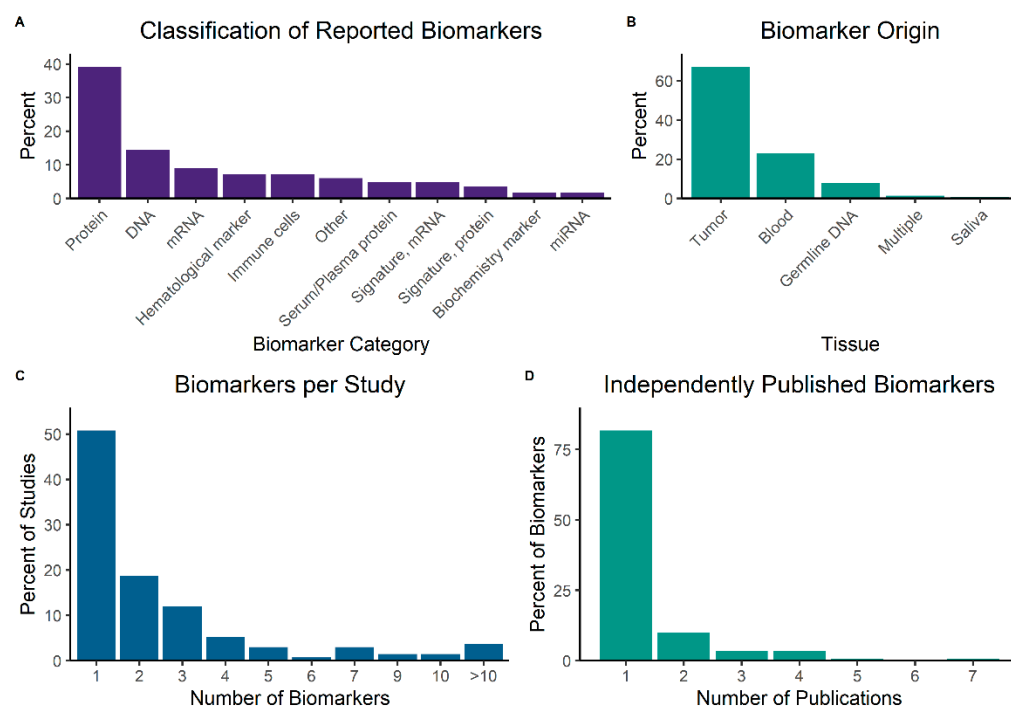 A
Classification of Reported Biomarkers
Percent
40
30
20
10
0
Protein
DNA
mRNA
Hematological marker
Immune cells
Other
Serum/Plasma protein
Signature, mRNA
Signature, protein
Biochemistry marker
miRNA
Biomarker Category
B
Biomarker Origin
Percent
60
40
20
0
Tumor
Blood
Germline DNA
Multiple
Saliva
Tissue
C
Biomarkers per Study
Percent of Studies
50
40
30
20
10
0
1 2 3 4 5 6 7 9 10 >10
Number of Biomarkers
D
Independently Published Biomarkers
Percent of Biomarkers
75
50
25
0
1 2 3 4 5 6 7
Number of Publications